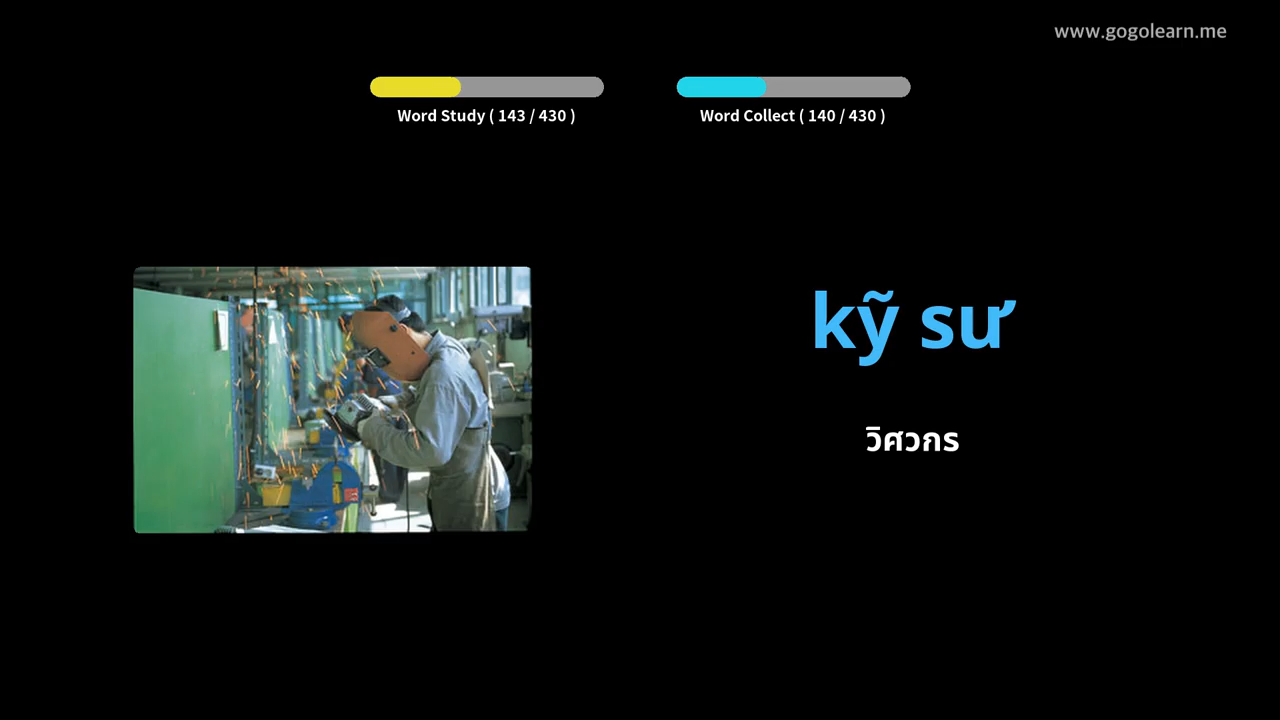 www.gogolearn.me
Word Study ( 143 / 430 )
Word Collect ( 140 / 430 )
kỹ sư
วิศวกร